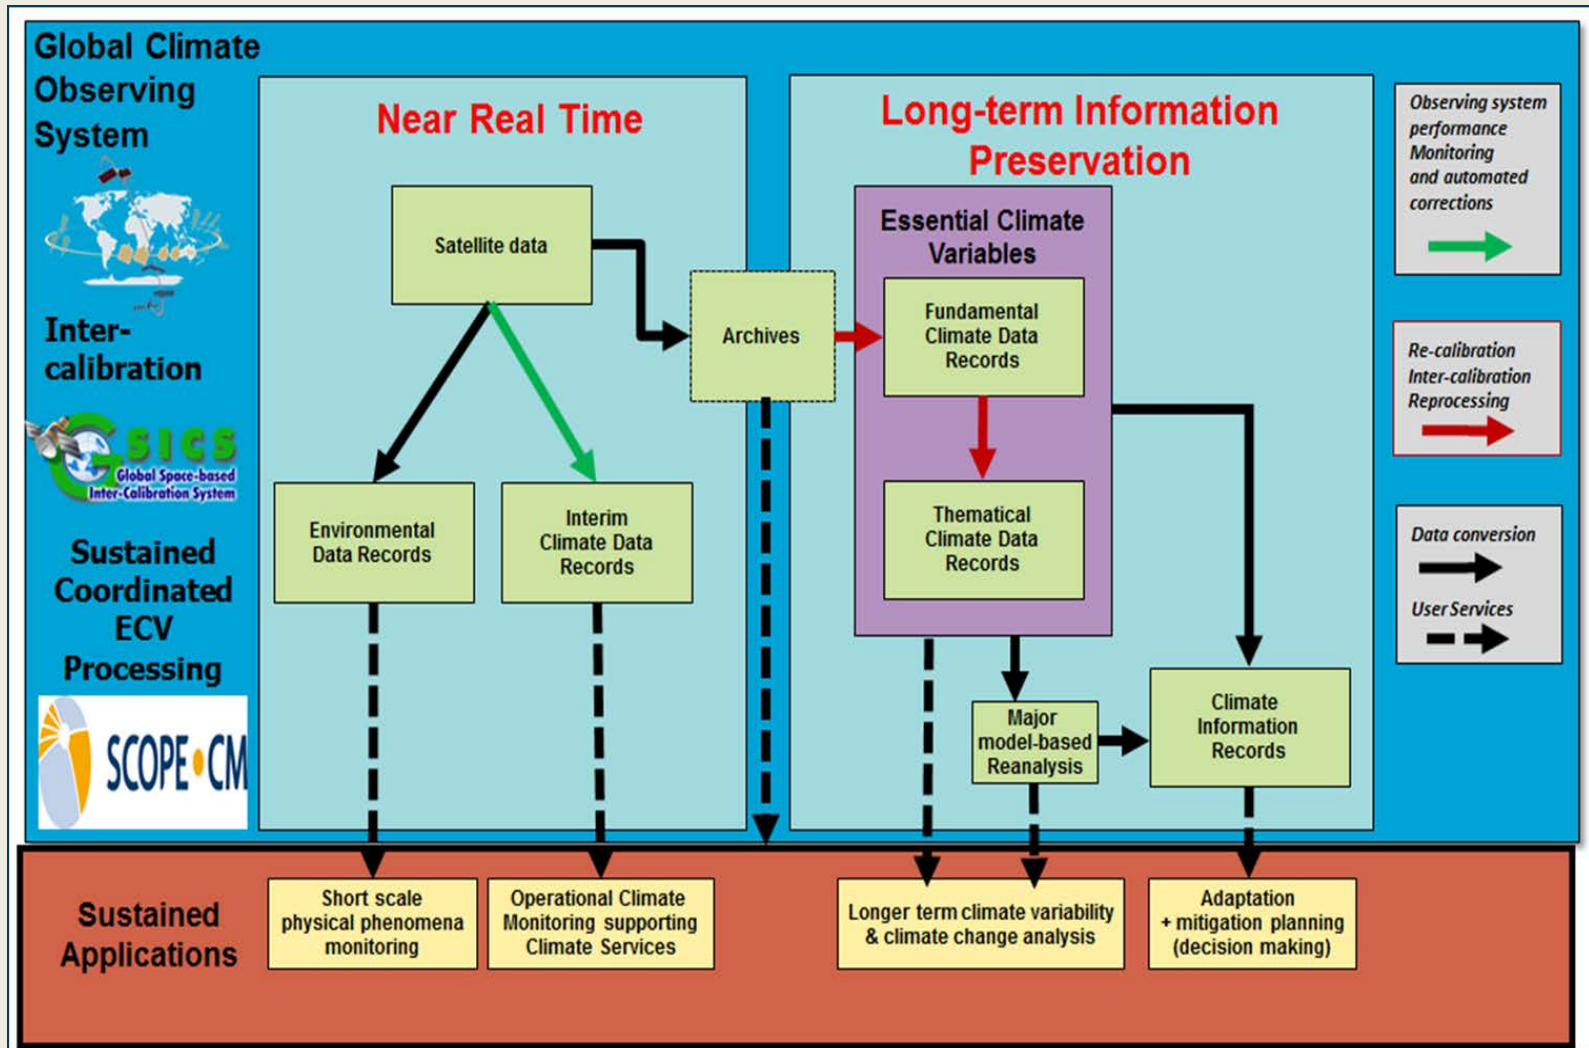 Global Climate
Observing
System
Inter-
calibration
GSICS
Global Space-based
Inter-Calibration System
Sustained
Coordinated
ECV
Processing
SCOPE•CM
Near Real Time
Satellite data
Environmental
Data Records
Interim
Climate Data
Records
Archives
Long-term Information
Preservation
Essential Climate
Variables
Fundamental
Climate Data
Records
Thematical
Climate Data
Records
Major
model-based
Reanalysis
Climate
Information
Records
Observing system
performance
Monitoring
and automated
corrections
Re-calibration
Inter-calibration
Reprocessing
Data conversion
User Services
Sustained
Applications
Short scale
physical phenomena
monitoring
Operational Climate
Monitoring supporting
Climate Services
Longer term climate variability
& climate change analysis
Adaptation
+ mitigation planning
(decision making)